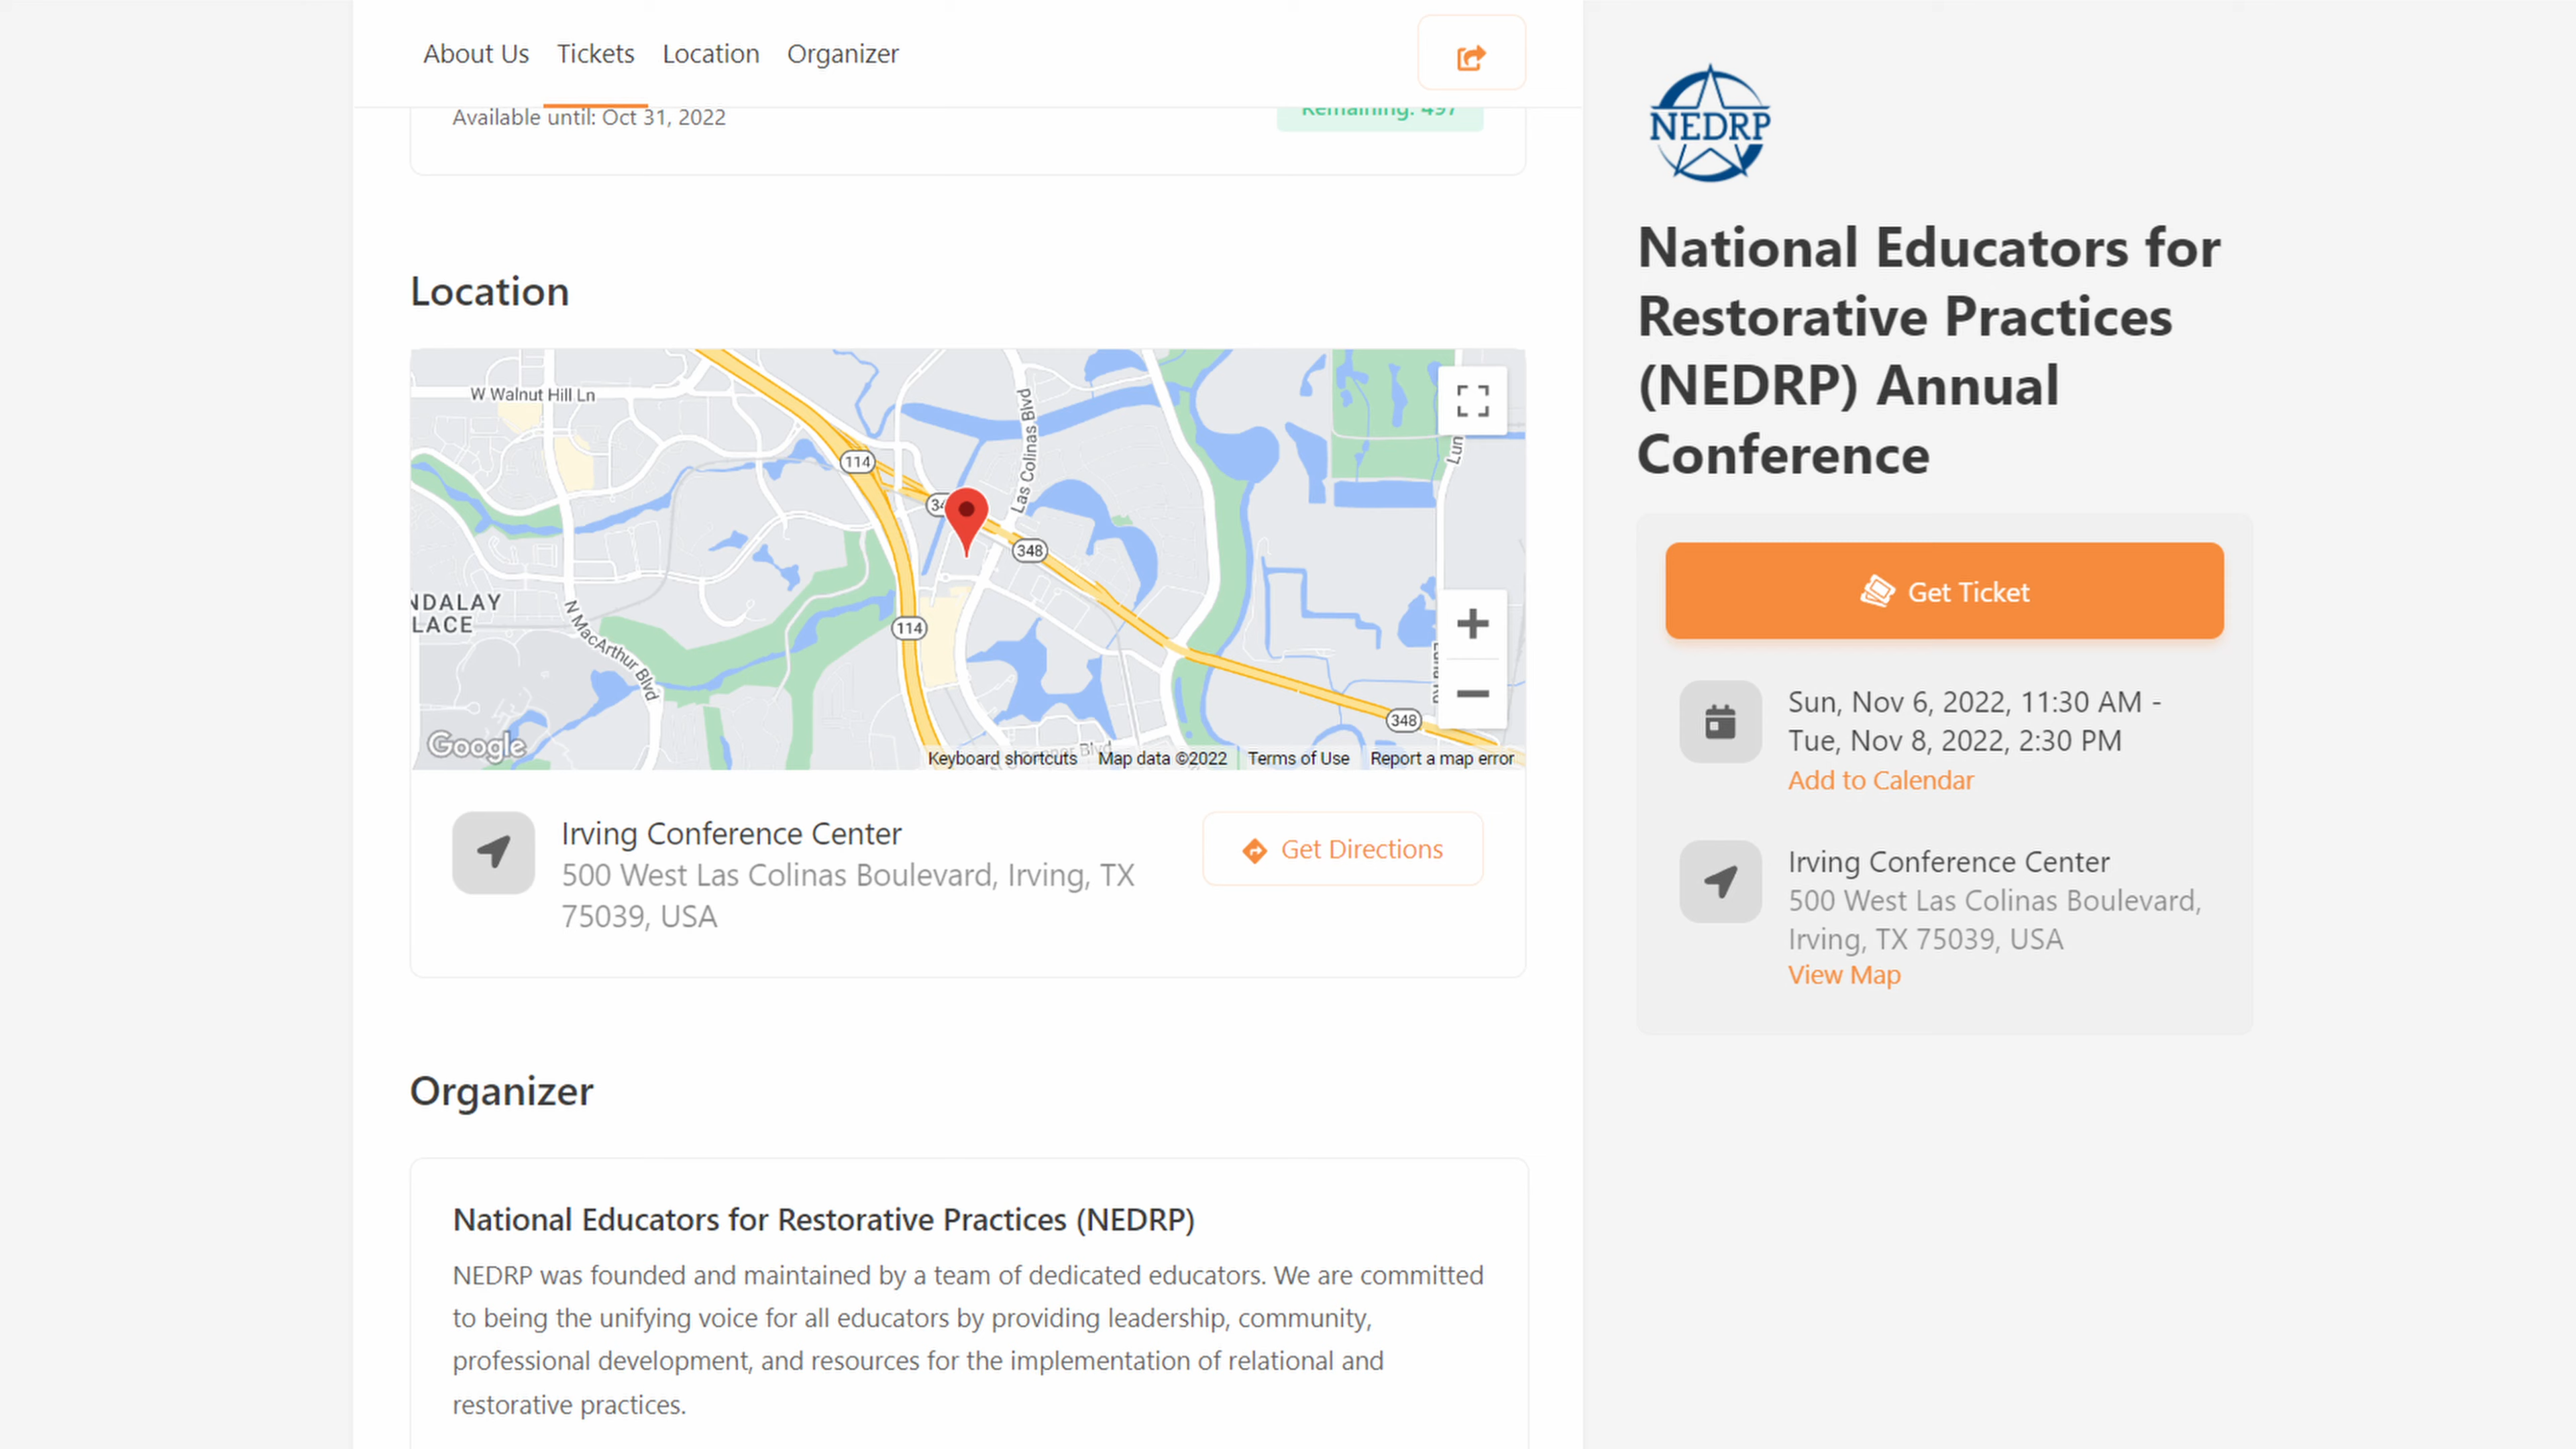 About Us Tickets Location Organizer
Available until: Oct 31, 2022
Remaining: 497
Location
W Walnut Hill Ln
Las Colinas Blvd
114
348
114
348
NDALAY
LACE
N MacArthur Blvd
Google
Keyboard shortcuts Map data ©2022 Terms of Use Report a map error
Irving Conference Center
500 West Las Colinas Boulevard, Irving, TX
75039, USA
Get Directions
Organizer
National Educators for Restorative Practices (NEDRP)
NEDRP was founded and maintained by a team of dedicated educators. We are committed
to being the unifying voice for all educators by providing leadership, community,
professional development, and resources for the implementation of relational and
restorative practices.
NEDRP
National Educators for
Restorative Practices
(NEDRP) Annual
Conference
Get Ticket
Sun, Nov 6, 2022, 11:30 AM -
Tue, Nov 8, 2022, 2:30 PM
Add to Calendar
Irving Conference Center
500 West Las Colinas Boulevard,
Irving, TX 75039, USA
View Map